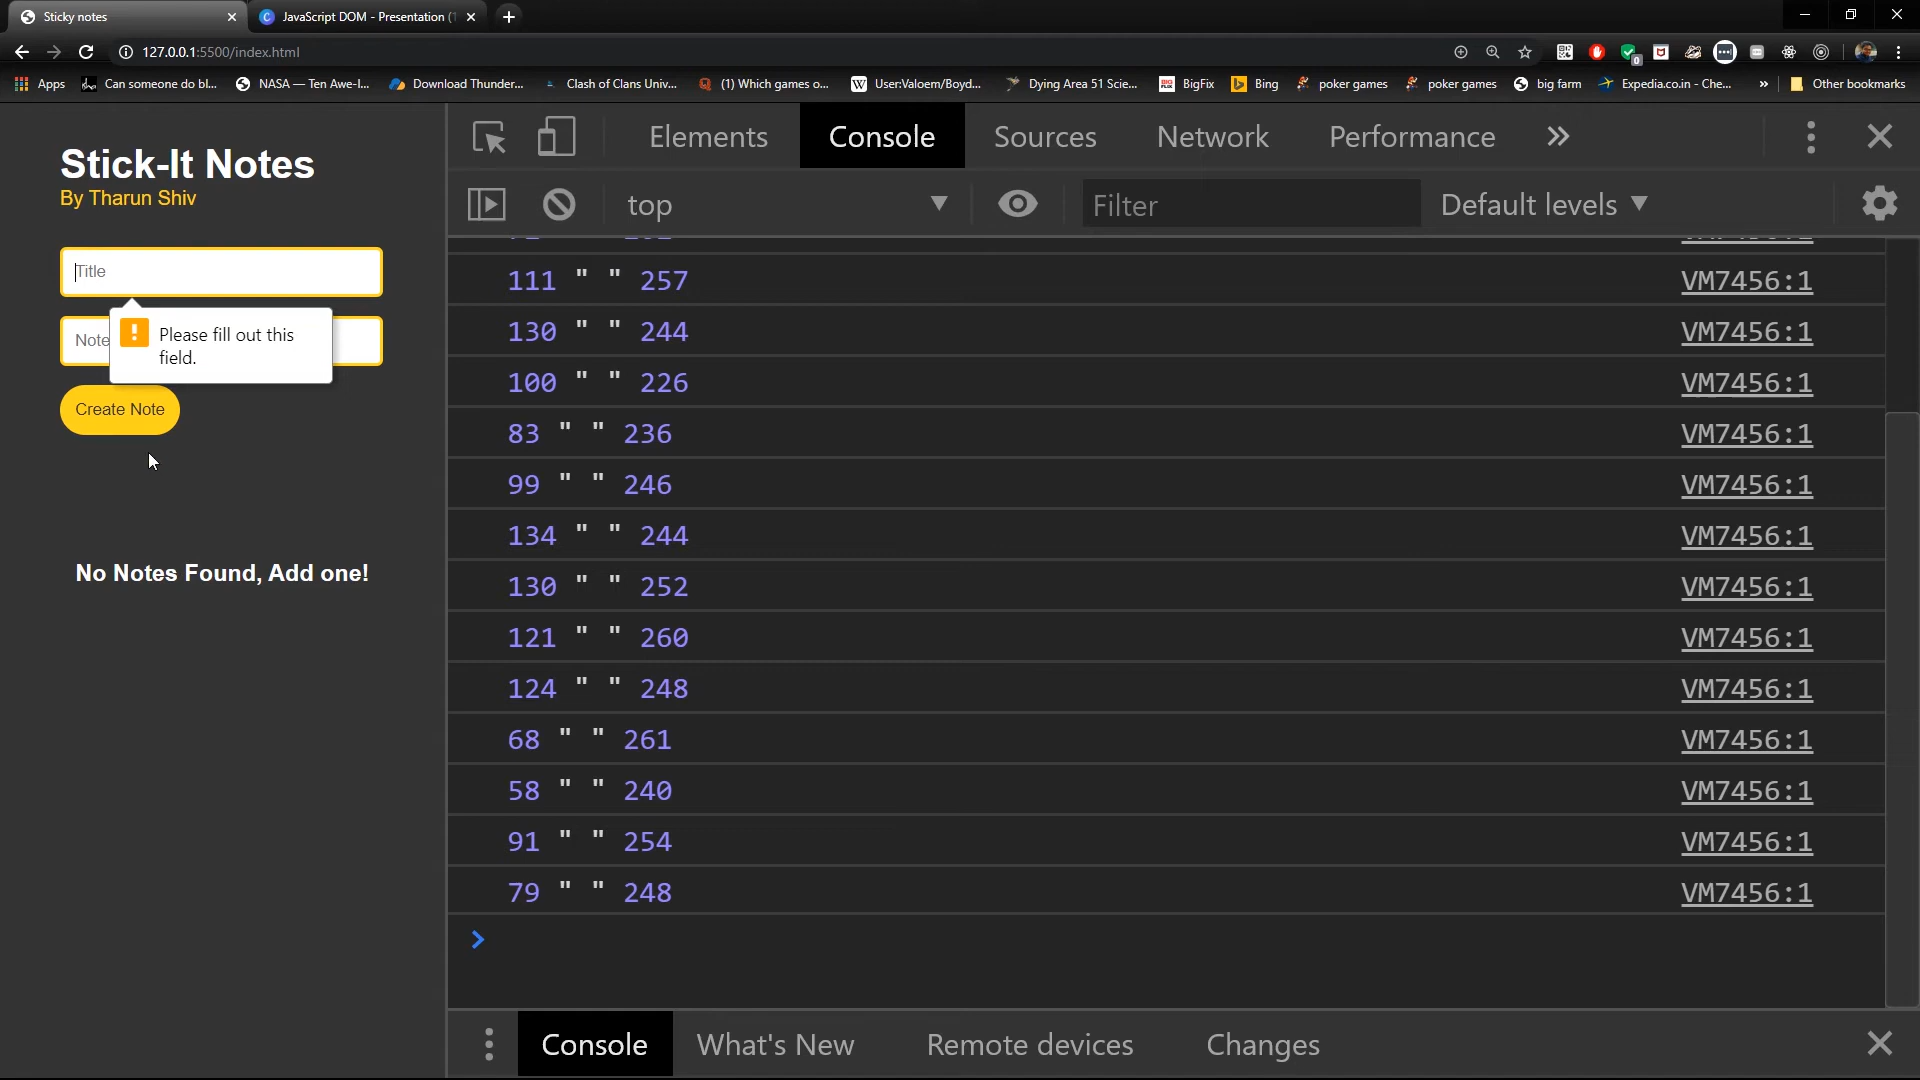 Sticky notes
JavaScript DOM - Presentation (
127.0.0.1:5500/index.html
Apps
Can someone do bl...
NASA — Ten Awe-I...
Download Thunder...
Clash of Clans Univ...
(1) Which games o...
User:Valoem/Boyd...
Dying Area 51 Scie...
BigFix
Bing
poker games
poker games
big farm
Expedia.co.in - Che...
»
Other bookmarks
Stick-It Notes
By Tharun Shiv
Title
Note
Please fill out this
field.
Create Note
No Notes Found, Add one!
Elements
Console
Sources
Network
Performance
top
Filter
Default levels
111 " " 257 VM7456:1
130 " " 244 VM7456:1
100 " " 226 VM7456:1
83 " " 236 VM7456:1
99 " " 246 VM7456:1
134 " " 244 VM7456:1
130 " " 252 VM7456:1
121 " " 260 VM7456:1
124 " " 248 VM7456:1
68 " " 261 VM7456:1
58 " " 240 VM7456:1
91 " " 254 VM7456:1
79 " " 248 VM7456:1
Console
What's New
Remote devices
Changes